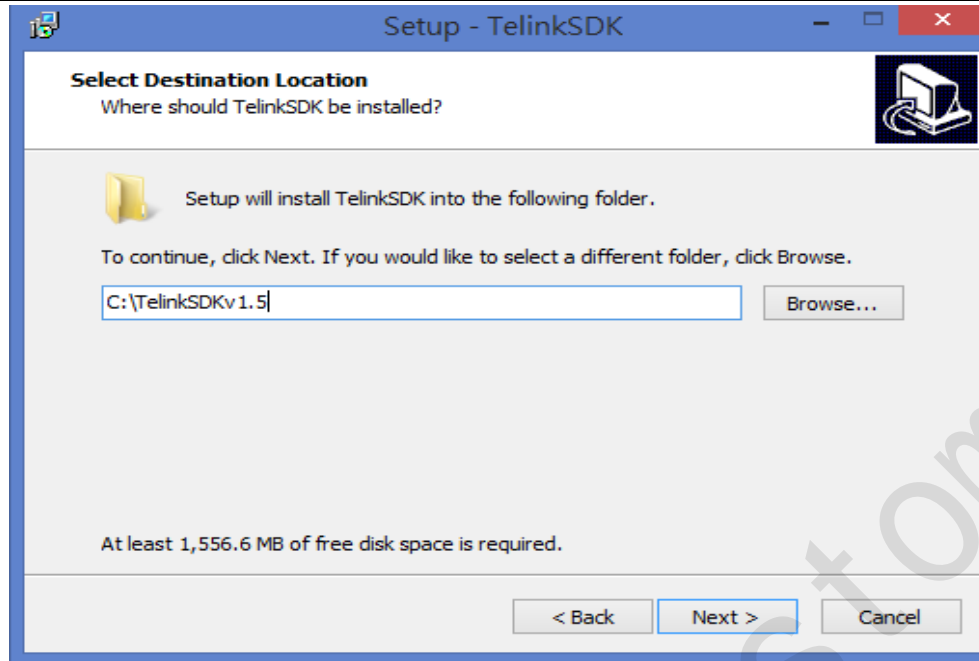 Setup - TelinkSDK
Select Destination Location
Where should TelinkSDK be installed?
Setup will install TelinkSDK into the following folder.
To continue, click Next. If you would like to select a different folder, click Browse.
C:\TelinkSDKv1.5
Browse...
At least 1,556.6 MB of free disk space is required.
< Back
Next >
Cancel